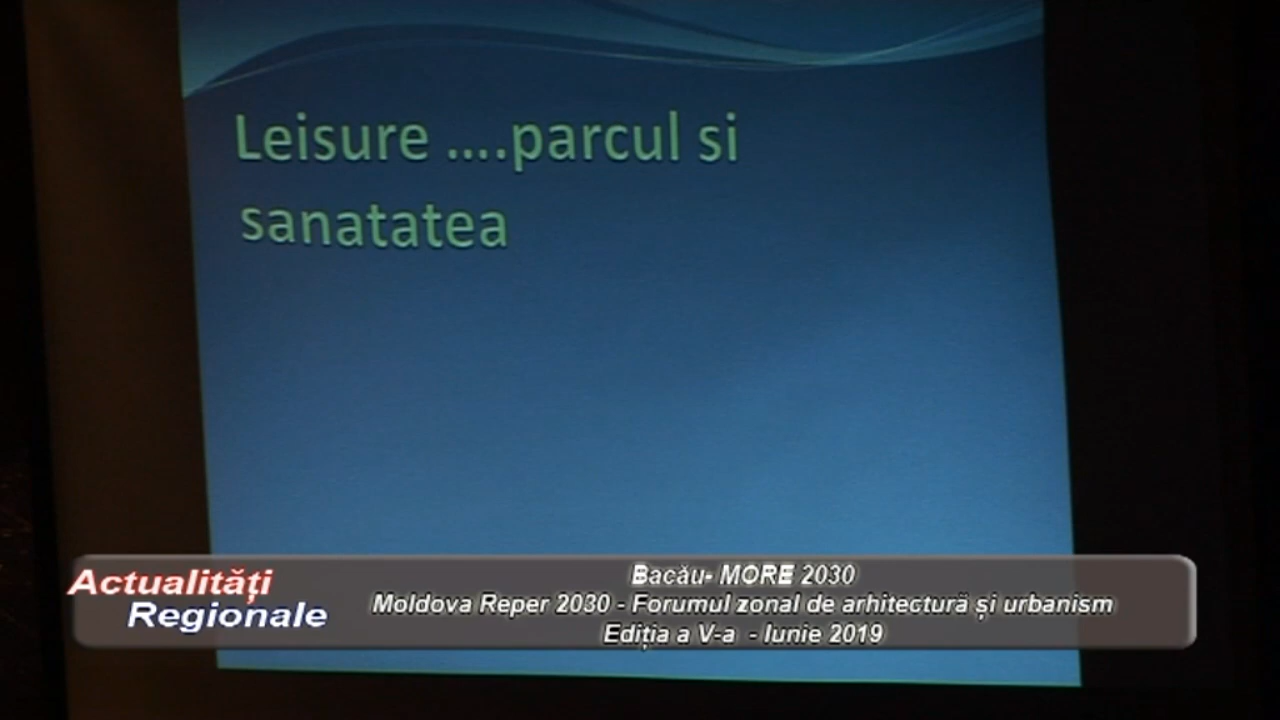 Leisure ....parcul si
sanatatea
Actualități
Regionale
Bacău- MORE 2030
Moldova Reper 2030 - Forumul zonal de arhitectură și urbanism
Ediția a V-a - Iunie 2019